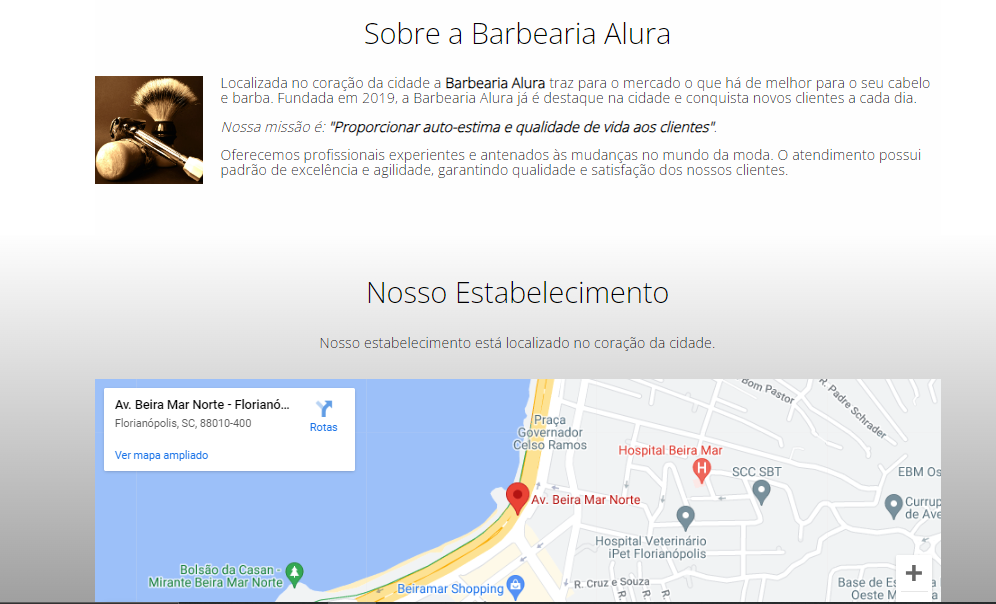 Sobre a Barbearia Alura
Localizada no coração da cidade a Barbearia Alura traz para o mercado o que há de melhor para o seu cabelo
e barba. Fundada em 2019, a Barbearia Alura já é destaque na cidade e conquista novos clientes a cada dia.
Nossa missão é: "Proporcionar auto-estima e qualidade de vida aos clientes".
Oferecemos profissionais experientes e antenados às mudanças no mundo da moda. O atendimento possui
padrão de excelência e agilidade, garantindo qualidade e satisfação dos nossos clientes.
Nosso Estabelecimento
Nosso estabelecimento está localizado no coração da cidade.
Av. Beira Mar Norte - Florianó...
Florianópolis, SC, 88010-400
Rotas
Ver mapa ampliado
Bom Pastor
R. Padre Schrader
Praça
Governador
Celso Ramos
Hospital Beira Mar
H
SCC SBT
EBM Os
Av. Beira Mar Norte
Currup
de Ave
Hospital Veterinário
iPet Florianópolis
Bolsão da Casan -
Mirante Beira Mar Norte
Beiramar Shopping
R. Cruz e Souza
Base de Es
Oeste M
+